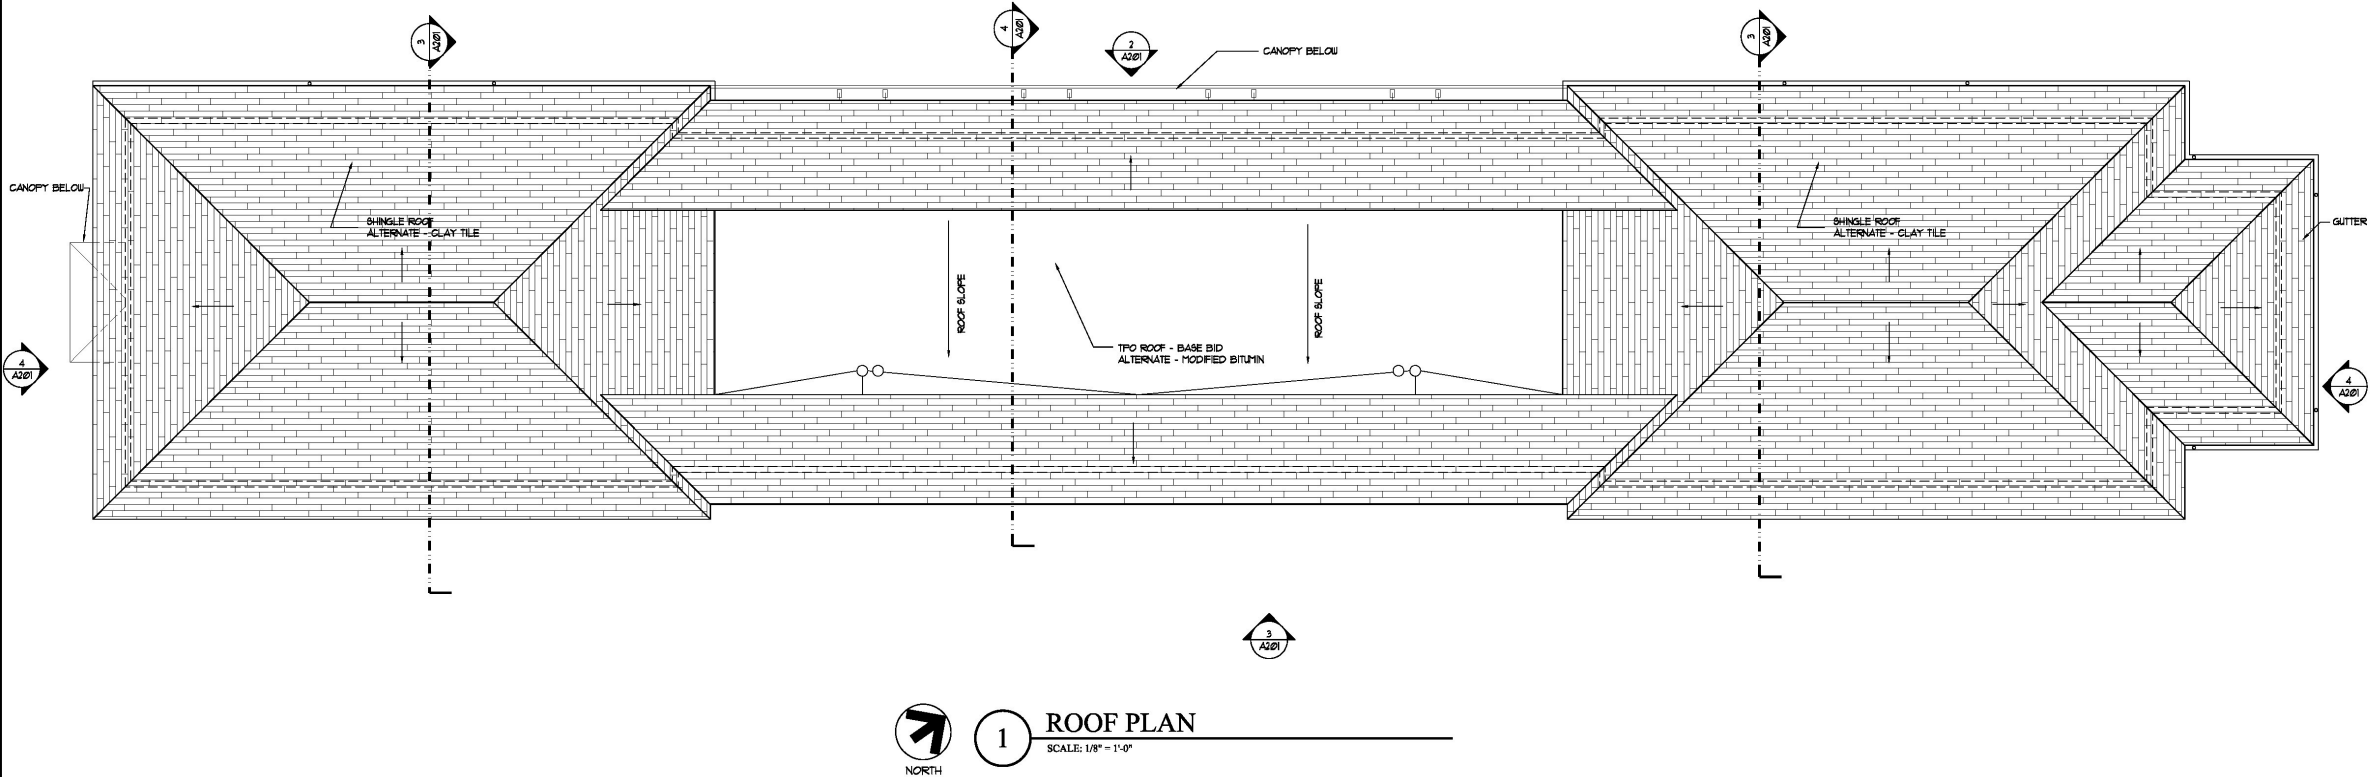 3
A201
4
A201
2
A201
CANOPY BELOW
3
A201
CANOPY BELOW
SHINGLE ROOF
ALTERNATE - CLAY TILE
SHINGLE ROOF
ALTERNATE - CLAY TILE
GUTTER
ROOF SLOPE
ROOF SLOPE
TPO ROOF - BASE BID
ALTERNATE - MODIFIED BITUMIN
4
A201
4
A201
3
A201
1
ROOF PLAN
SCALE: 1/8" = 1'-0"
NORTH